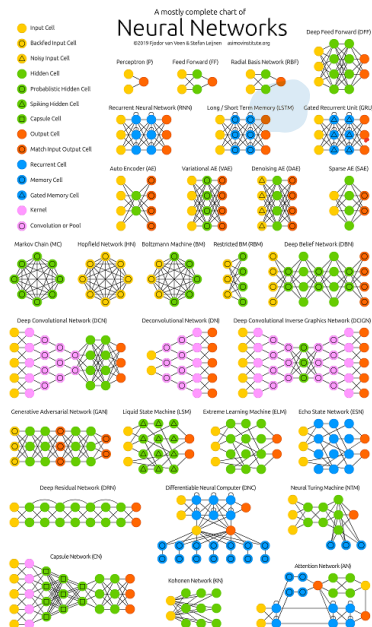 A mostly complete chart of
Neural Networks
©2019 Fjodor van Veen & Stefan Leijnen asimovinstitute.org
Input Cell
Backfed Input Cell
Noisy Input Cell
Hidden Cell
Probablistic Hidden Cell
Spiking Hidden Cell
Capsule Cell
Output Cell
Match Input Output Cell
Recurrent Cell
Memory Cell
Gated Memory Cell
Kernel
Convolution or Pool
Deep Feed Forward (DFF)
Perceptron (P)
Feed Forward (FF)
Radial Basis Network (RBF)
Recurrent Neural Network (RNN)
Long / Short Term Memory (LSTM)
Gated Recurrent Unit (GRU
Auto Encoder (AE)
Variational AE (VAE)
Denoising AE (DAE)
Sparse AE (SAE)
Markov Chain (MC)
Hopfield Network (HN)
Boltzmann Machine (BM)
Restricted BM (RBM)
Deep Belief Network (DBN)
Deep Convolutional Network (DCN)
Deconvolutional Network (DN)
Deep Convolutional Inverse Graphics Network (DCIGN)
Generative Adversarial Network (GAN)
Liquid State Machine (LSM)
Extreme Learning Machine (ELM)
Echo State Network (ESN)
Deep Residual Network (DRN)
Differentiable Neural Computer (DNC)
Neural Turing Machine (NTM)
Capsule Network (CN)
Kohonen Network (KN)
Attention Network (AN)